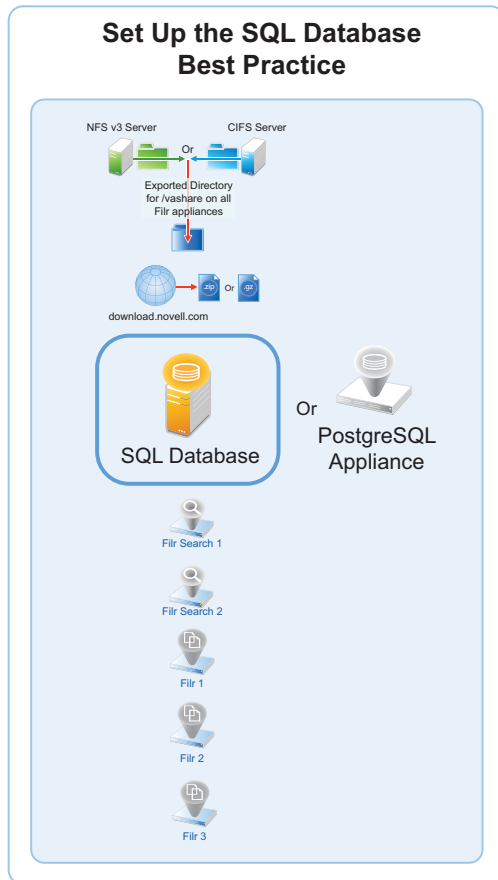 Set Up the SQL Database
Best Practice
NFS v3 Server
Or
CIFS Server
Exported Directory
for /vashare on all
Filr appliances
.zip
Or
.gz
download.novell.com
SQL Database
Or
PostgreSQL
Appliance
Filr Search 1
Filr Search 2
Filr 1
Filr 2
Filr 3